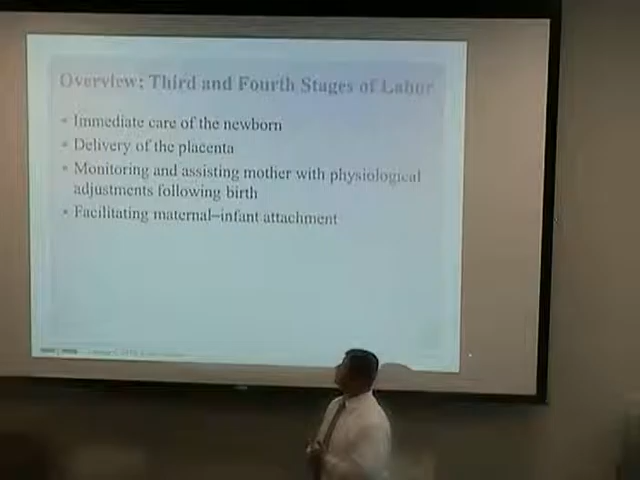 Overview: Third and Fourth Stages of Labor
• Immediate care of the newborn
• Delivery of the placenta
• Monitoring and assisting mother with physiological
adjustments following birth
• Facilitating maternal–infant attachment